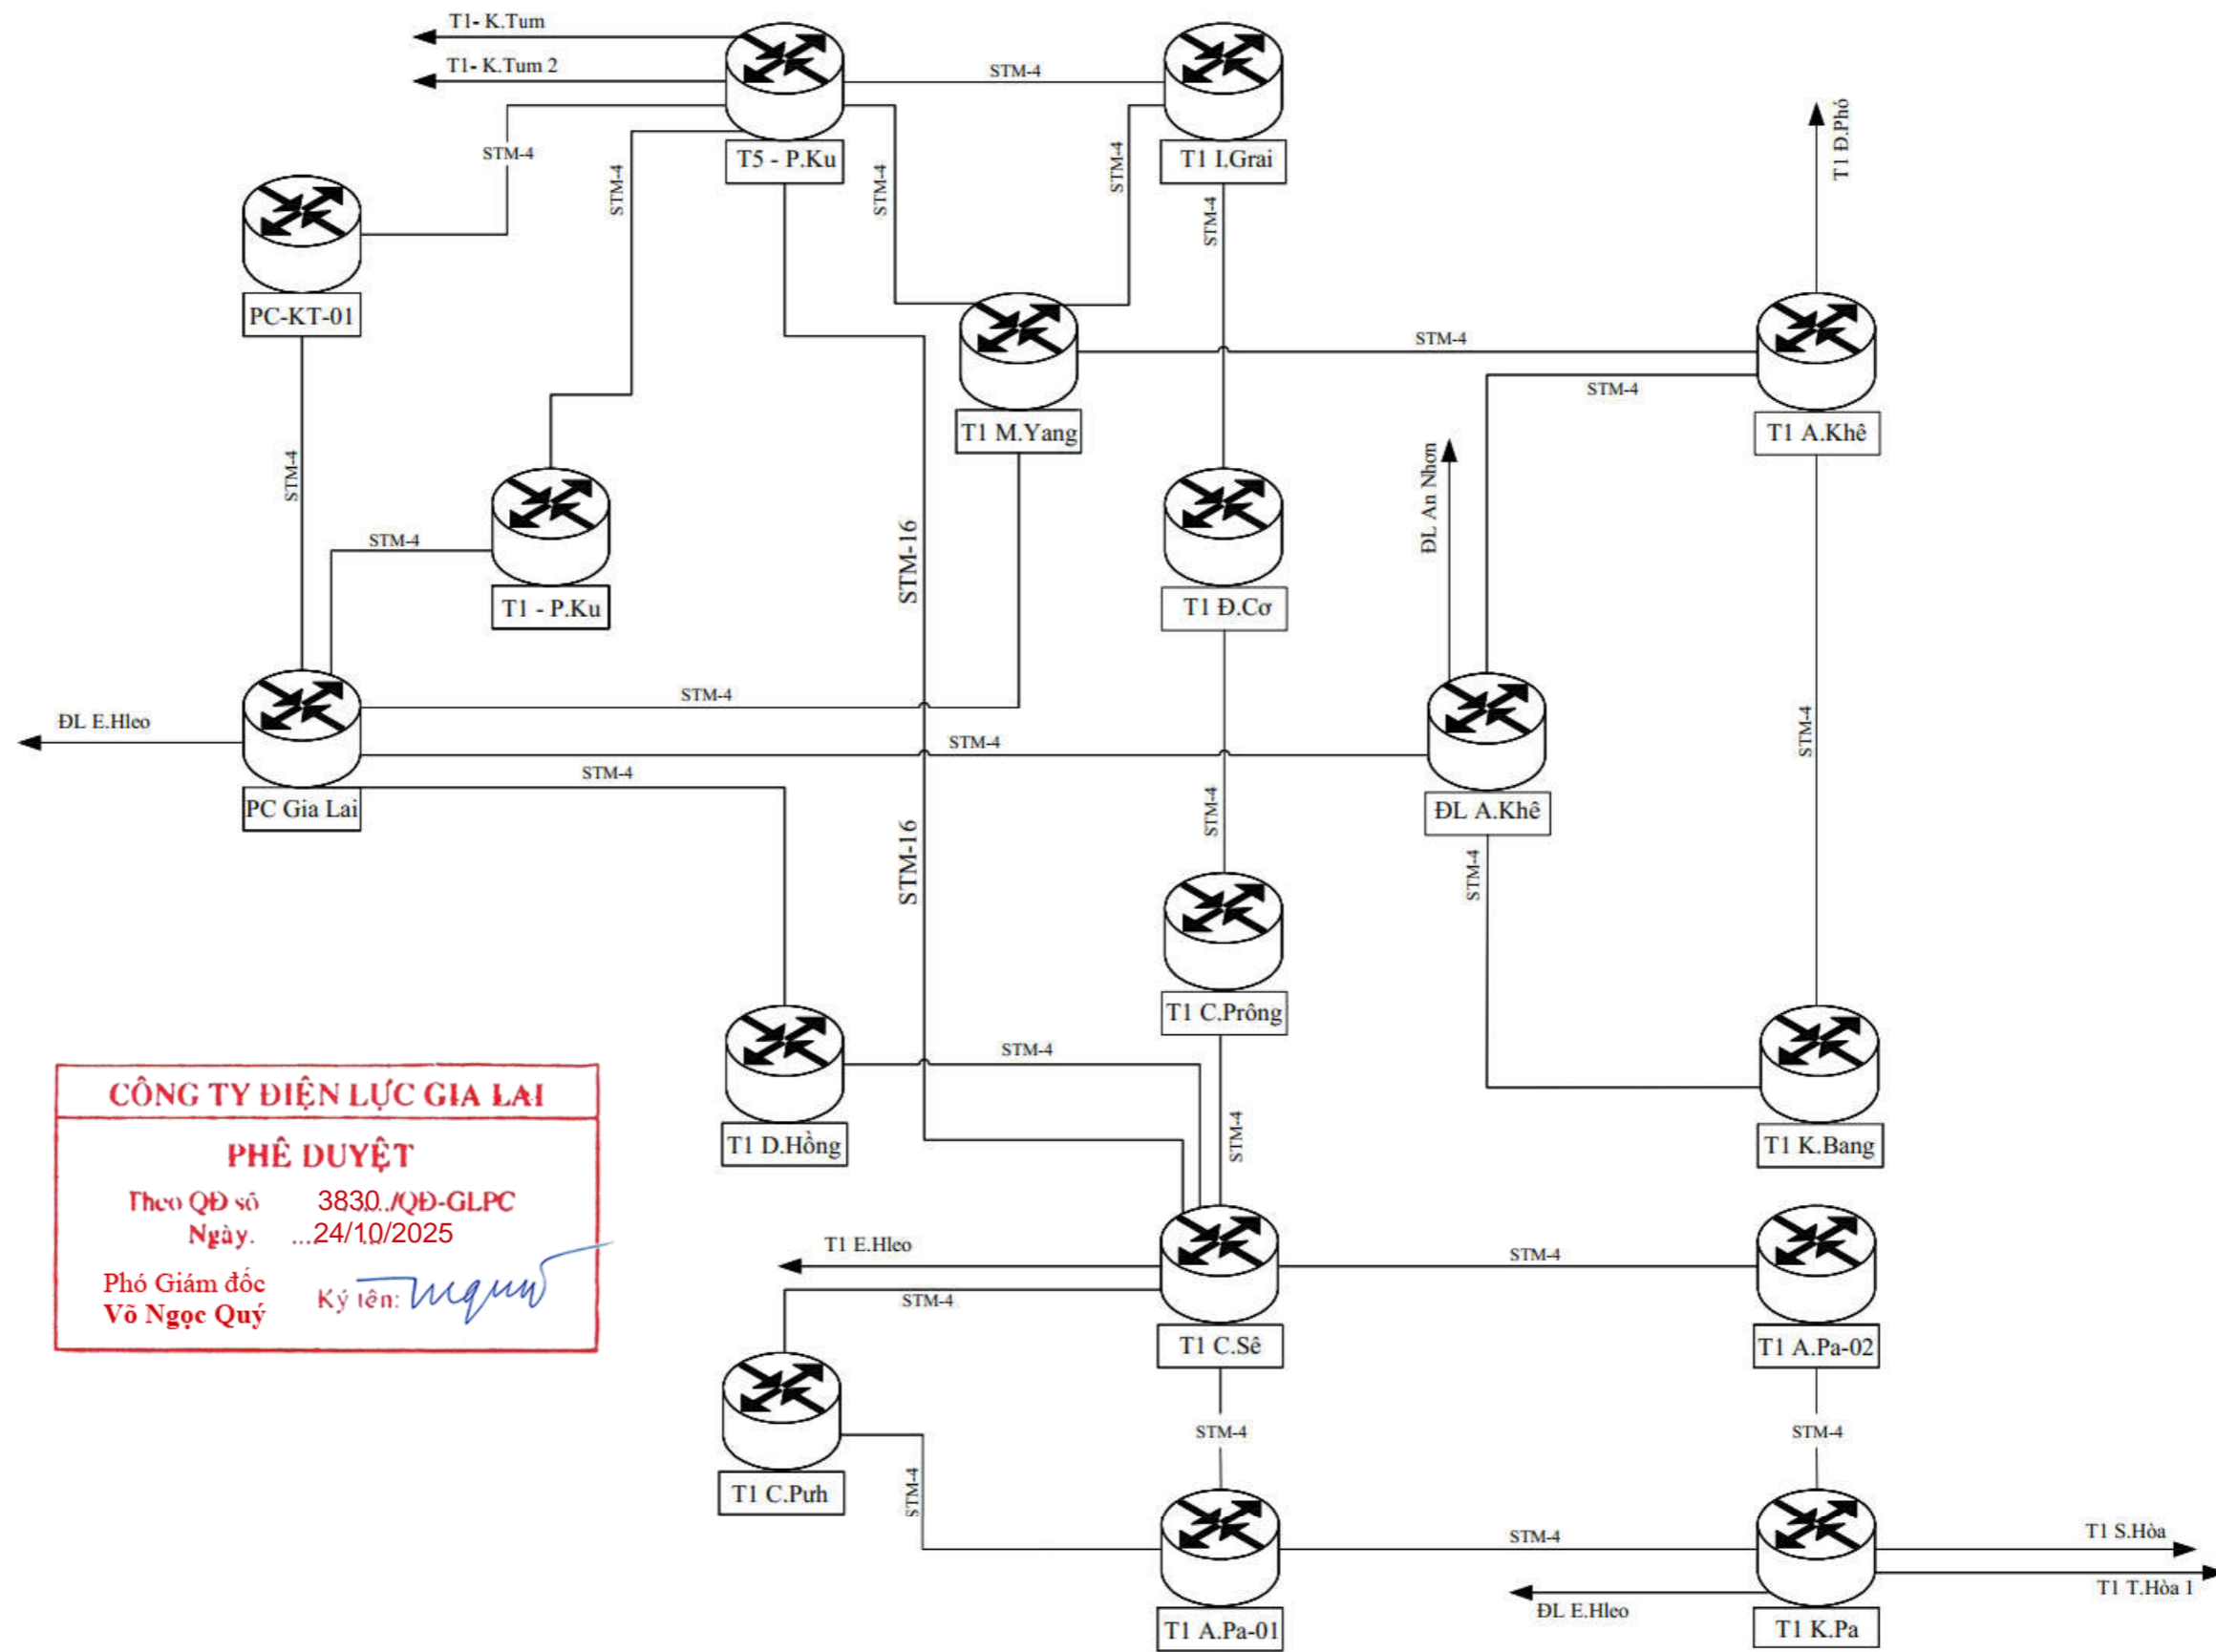 T1- K.Tum
T1- K.Tum 2
STM-4
STM-4
STM-4
T5 - P.Ku
STM-4
STM-4
T1 I.Grai
STM-4
T1 Đ.Phó
PC-KT-01
STM-4
STM-4
T1 M.Yang
T1 A.Khê
STM-4
STM-4
T1 - P.Ku
STM-16
T1 Đ.Cơ
ĐL An Nhơn
ĐL E.Hleo
STM-4
STM-4
STM-4
PC Gia Lai
STM-16
STM-4
ĐL A.Khê
STM-4
STM-4
T1 C.Prông
STM-4
T1 D.Hồng
STM-4
T1 K.Bang
CÔNG TY ĐIỆN LỰC GIA LAI
PHÊ DUYỆT
Theo QĐ số 3830../QĐ-GLPC
Ngày. ....24/10/2025
Phó Giám đốc
Võ Ngọc Quý
Ký tên:
T1 E.Hleo
STM-4
STM-4
T1 C.Sê
T1 A.Pa-02
STM-4
STM-4
T1 C.Pưh
STM-4
STM-4
T1 S.Hòa
T1 T.Hòa 1
ĐL E.Hleo
T1 A.Pa-01
T1 K.Pa